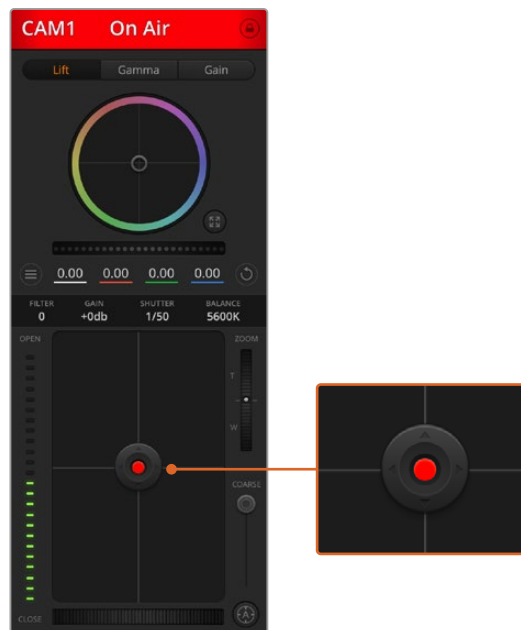 CAM1 On Air
Lift Gamma Gain
0.00 0.00 0.00 0.00
FILTER GAIN SHUTTER BALANCE
0 +0db 1/50 5600K
OPEN ZOOM
T
W
COARSE
CLOSE A